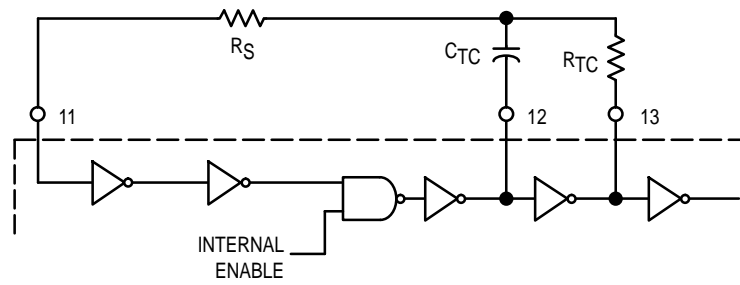 RS
CTC
RTC
11
12
13
INTERNAL
ENABLE